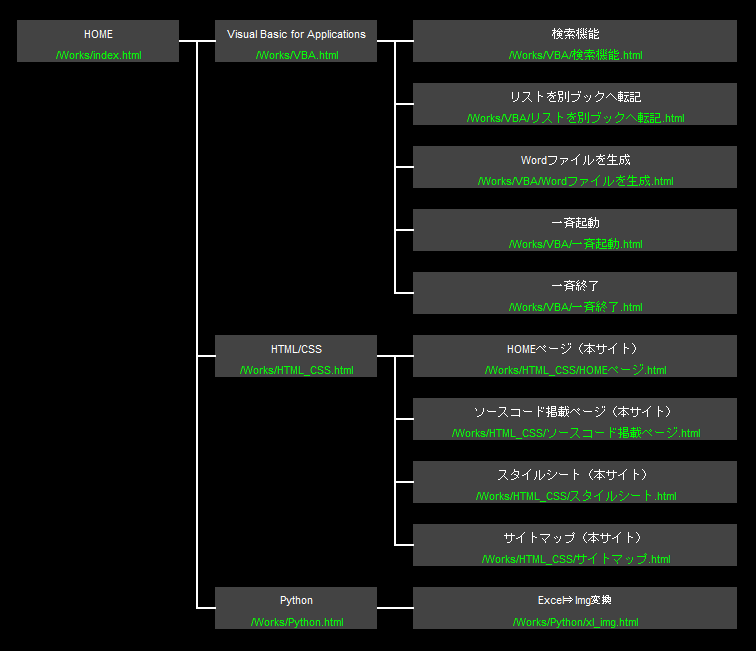 HOME
/Works/index.html
Visual Basic for Applications
/Works/VBA.html
検索機能
/Works/VBA/検索機能.html
リストを別ブックへ転記
/Works/VBA/リストを別ブックへ転記.html
Wordファイルを生成
/Works/VBA/Wordファイルを生成.html
一斉起動
/Works/VBA/一斉起動.html
一斉終了
/Works/VBA/一斉終了.html
HTML/CSS
/Works/HTML_CSS.html
HOMEページ（本サイト）
/Works/HTML_CSS/HOMEページ.html
ソースコード掲載ページ（本サイト）
/Works/HTML_CSS/ソースコード掲載ページ.html
スタイルシート（本サイト）
/Works/HTML_CSS/スタイルシート.html
サイトマップ（本サイト）
/Works/HTML_CSS/サイトマップ.html
Python
/Works/Python.html
Excel⇒Img変換
/Works/Python/xl_img.html